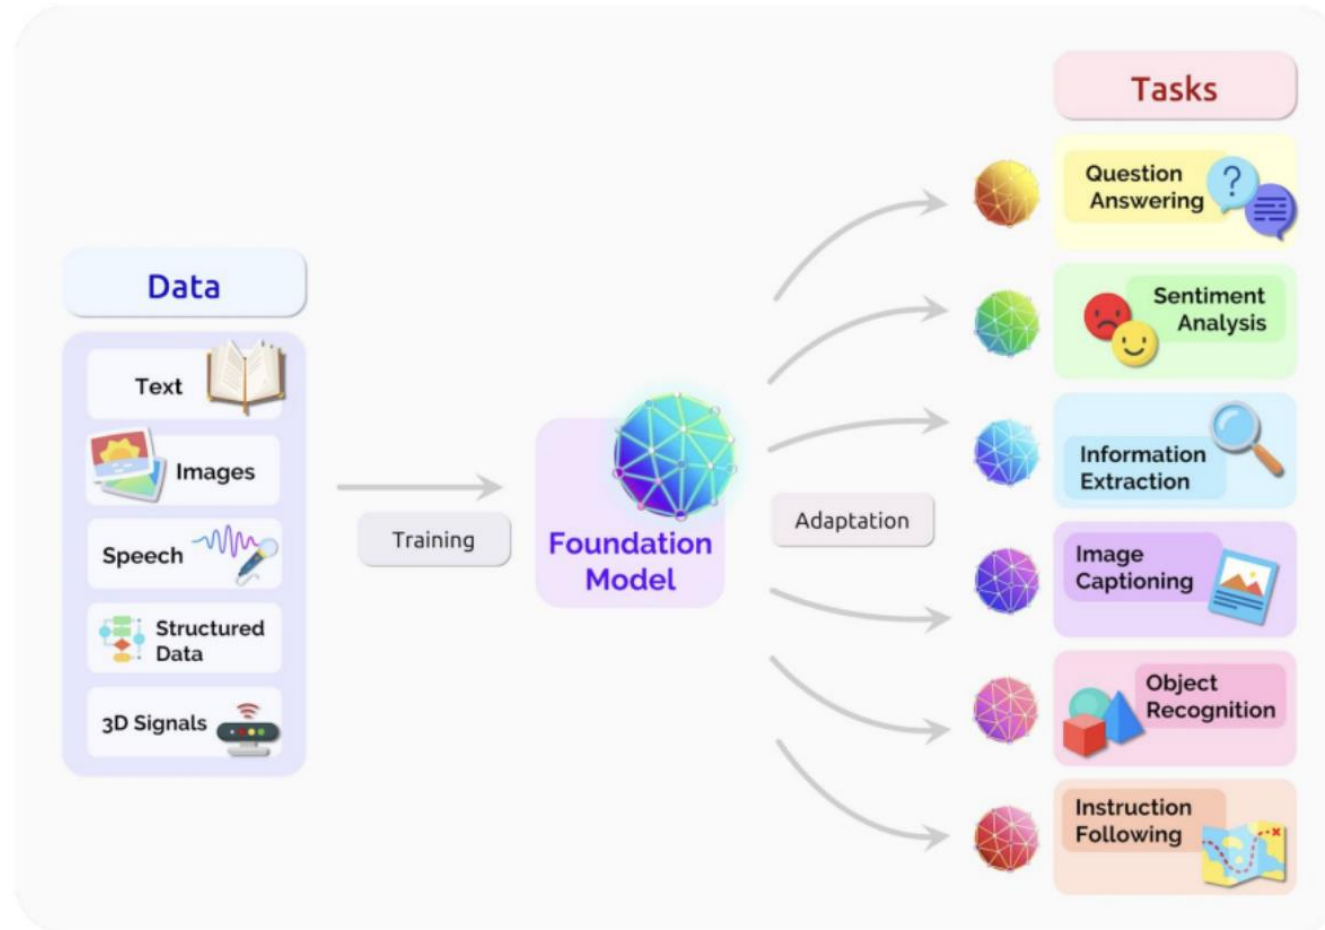 Data
Text
Images
Speech
Structured
Data
3D Signals
Training
Foundation
Model
Adaptation
Tasks
Question
Answering
?
Sentiment
Analysis
Information
Extraction
Image
Captioning
Object
Recognition
Instruction
Following